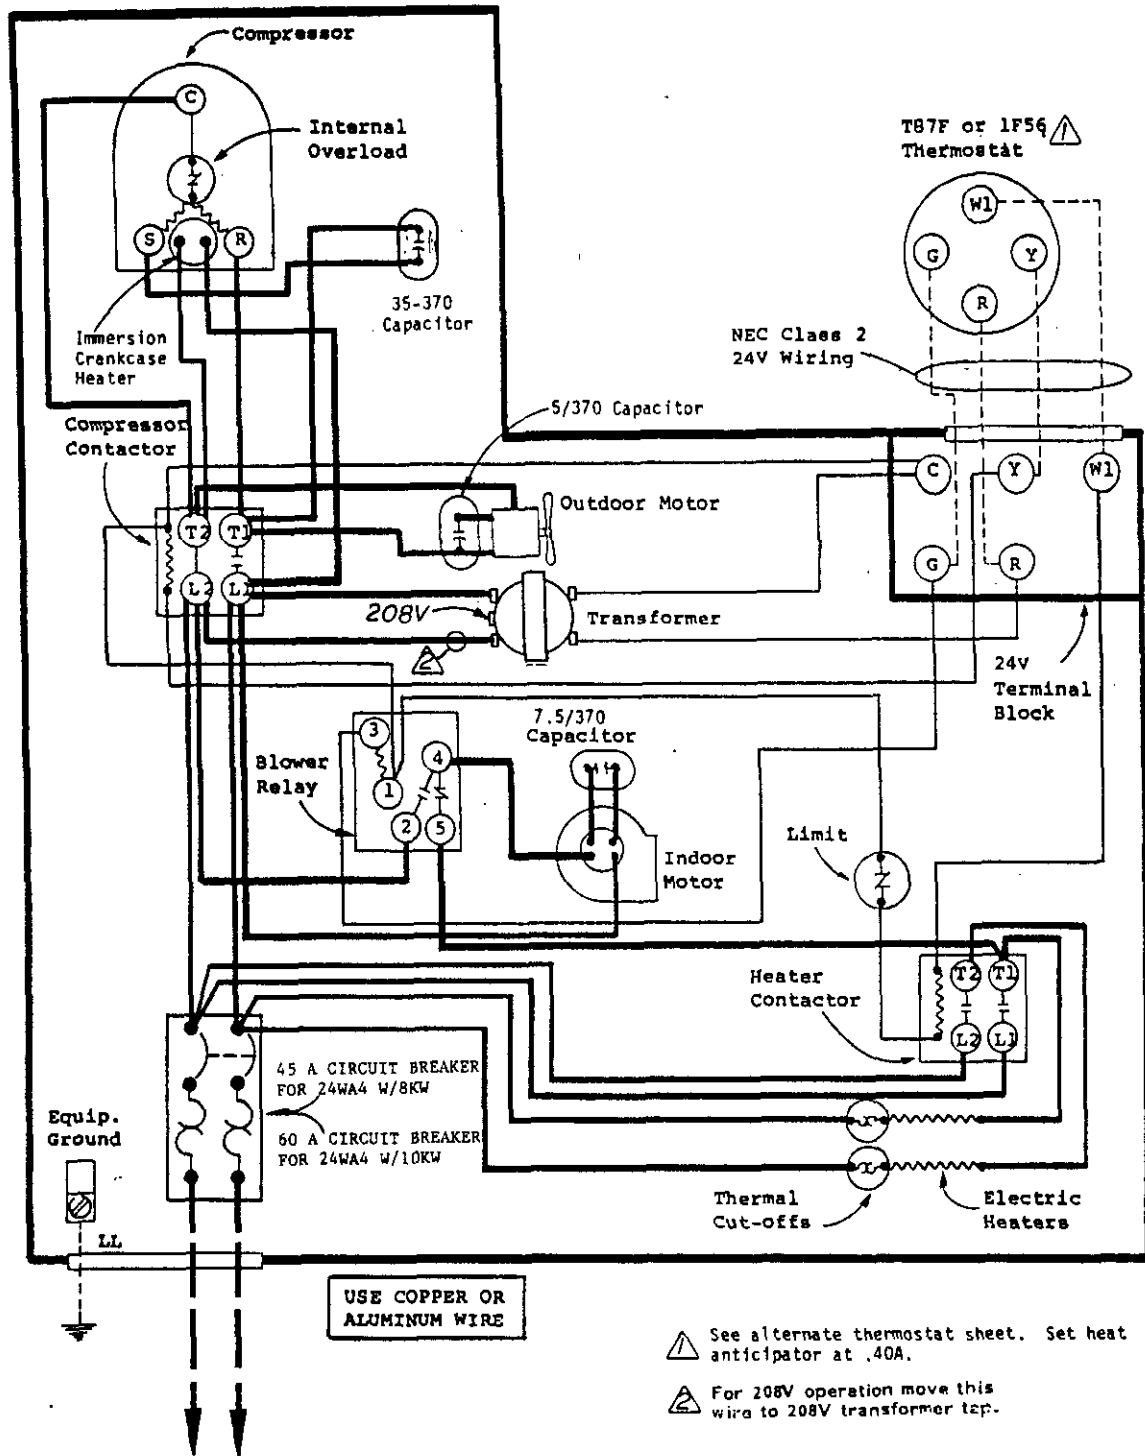 Compressor
C
Internal
Overload
S
R
35-370
Capacitor
Immersion
Crankcase
Heater
T87F or 1F56 1
Thermostat
W1
G
Y
R
NEC Class 2
24V Wiring
5/370 Capacitor
Compressor
Contactor
C
Y
W1
Outdoor Motor
T2
T1
G
R
L2
L1
208V
Transformer
2
24V
Terminal
Block
7.5/370
Capacitor
3
4
Blower
Relay
1
2
5
Limit
Indoor
Motor
Heater
Contactor
T2
T1
L2
L1
45 A CIRCUIT BREAKER
FOR 24WA4 W/8KW
Equip.
Ground
60 A CIRCUIT BREAKER
FOR 24WA4 W/10KW
Thermal
Cut-offs
Electric
Heaters
LL
USE COPPER OR
ALUMINUM WIRE
1 See alternate thermostat sheet. Set heat
anticipator at .40A.
2 For 208V operation move this
wire to 208V transformer tap.